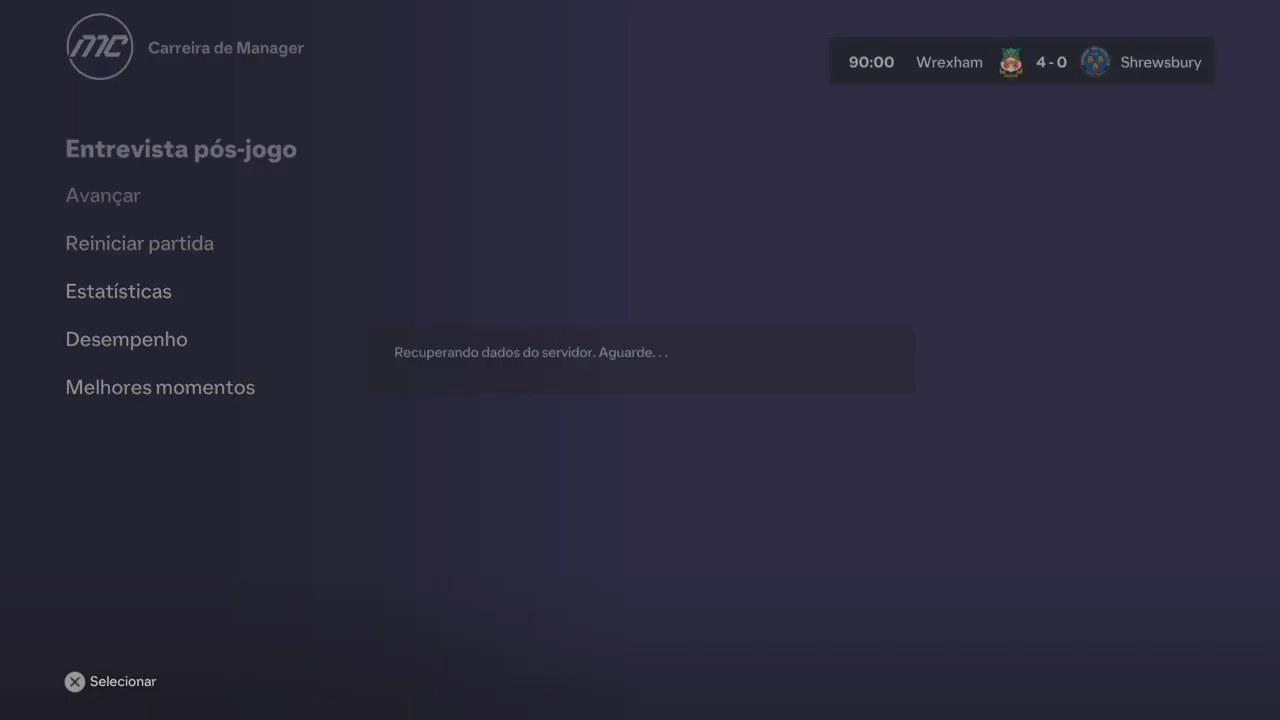 MC Carreira de Manager
90:00 Wrexham 4 - 0 Shrewsbury
Entrevista pós-jogo
Avançar
Reiniciar partida
Estatísticas
Desempenho
Melhores momentos
Recuperando dados do servidor. Aguarde. . .
Selecionar